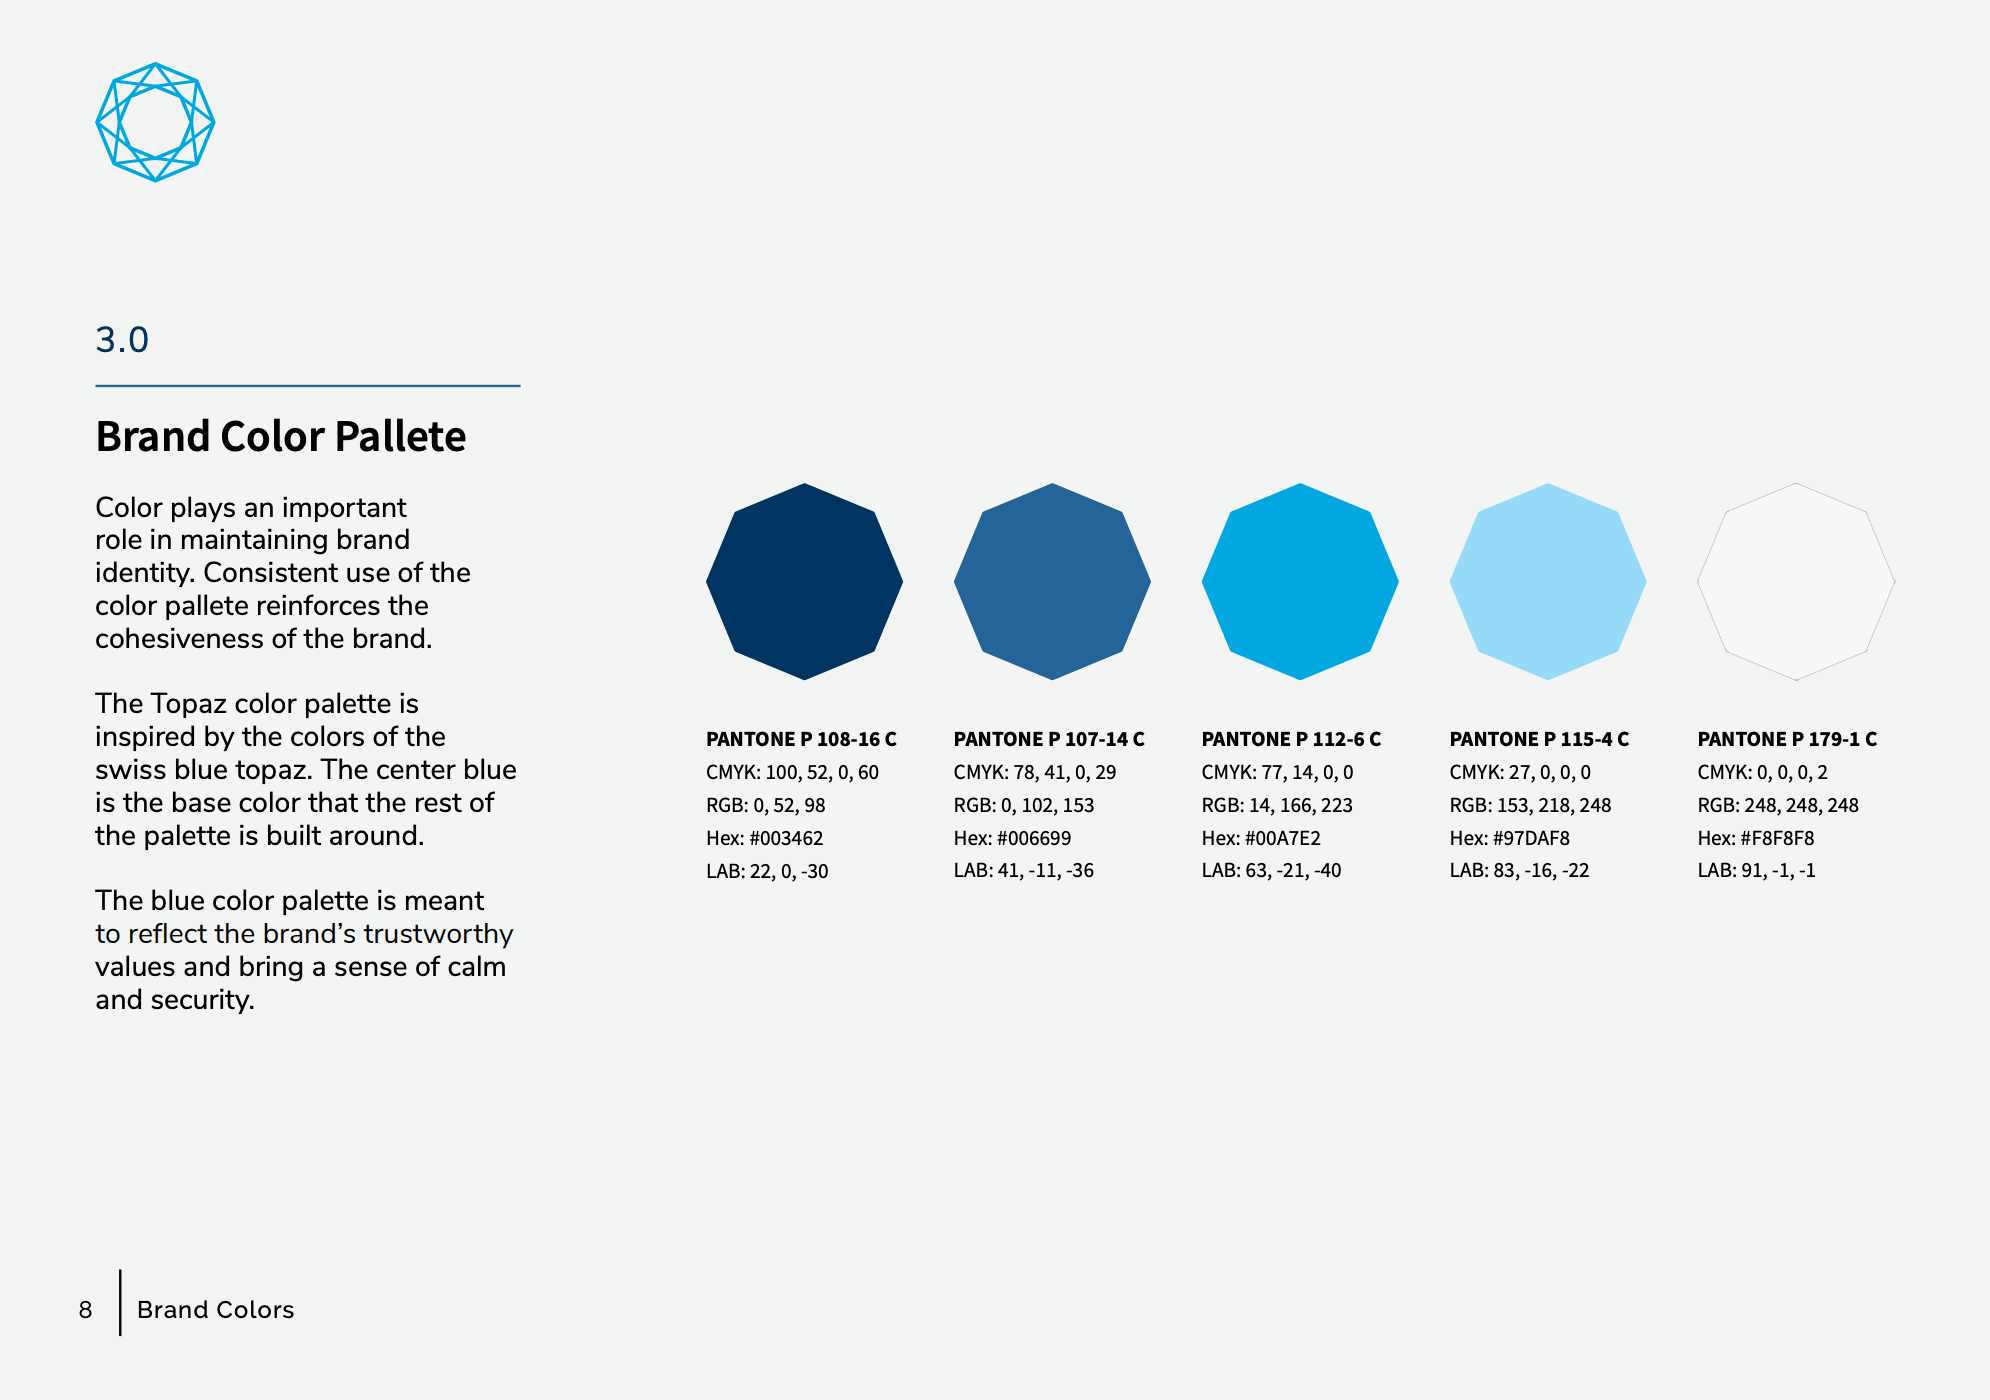 3.0
Brand Color Pallete
Color plays an important
role in maintaining brand
identity. Consistent use of the
color pallete reinforces the
cohesiveness of the brand.
The Topaz color palette is
inspired by the colors of the
swiss blue topaz. The center blue
is the base color that the rest of
the palette is built around.
The blue color palette is meant
to reflect the brand’s trustworthy
values and bring a sense of calm
and security.
PANTONE P 108-16 C
CMYK: 100, 52, 0, 60
RGB: 0, 52, 98
Hex: #003462
LAB: 22, 0, -30
PANTONE P 107-14 C
CMYK: 78, 41, 0, 29
RGB: 0, 102, 153
Hex: #006699
LAB: 41, -11, -36
PANTONE P 112-6 C
CMYK: 77, 14, 0, 0
RGB: 14, 166, 223
Hex: #00A7E2
LAB: 63, -21, -40
PANTONE P 115-4 C
CMYK: 27, 0, 0, 0
RGB: 153, 218, 248
Hex: #97DAF8
LAB: 83, -16, -22
PANTONE P 179-1 C
CMYK: 0, 0, 0, 2
RGB: 248, 248, 248
Hex: #F8F8F8
LAB: 91, -1, -1
8
Brand Colors